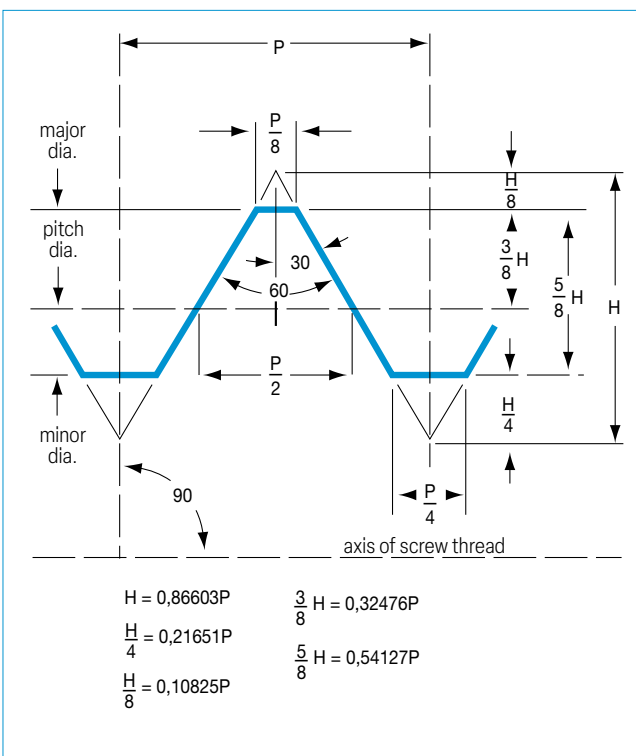 P
major
dia.
P
8
H
8
pitch
dia.
3
8 H
30
60
5
8 H
H
P
2
minor
dia.
H
4
90
P
4
axis of screw thread
H = 0,86603P
3
8 H = 0,32476P
H
4 = 0,21651P
5
8 H = 0,54127P
H
8 = 0,10825P